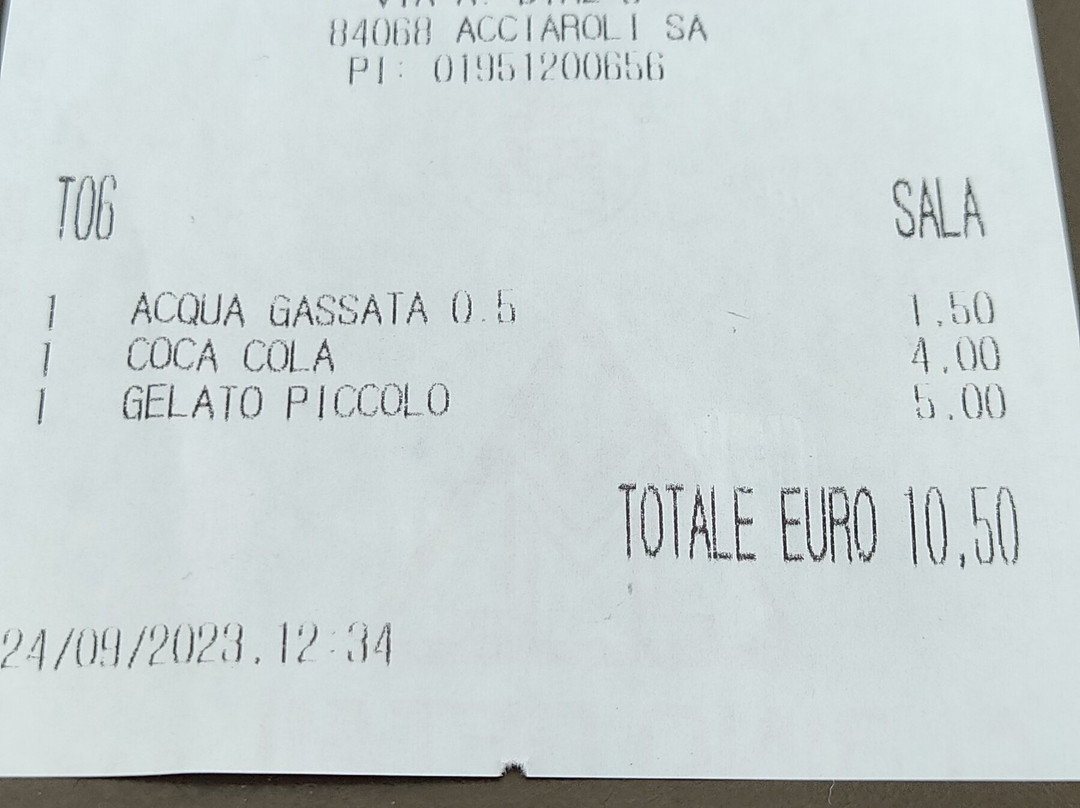 84068 ACCIAROLI SA
PI: 01951200656
TOG SALA
1 ACQUA GASSATA 0.5 1.50
1 COCA COLA 4.00
1 GELATO PICCOLO 5.00
TOTALE EURO 10,50
24/09/2023.12:34